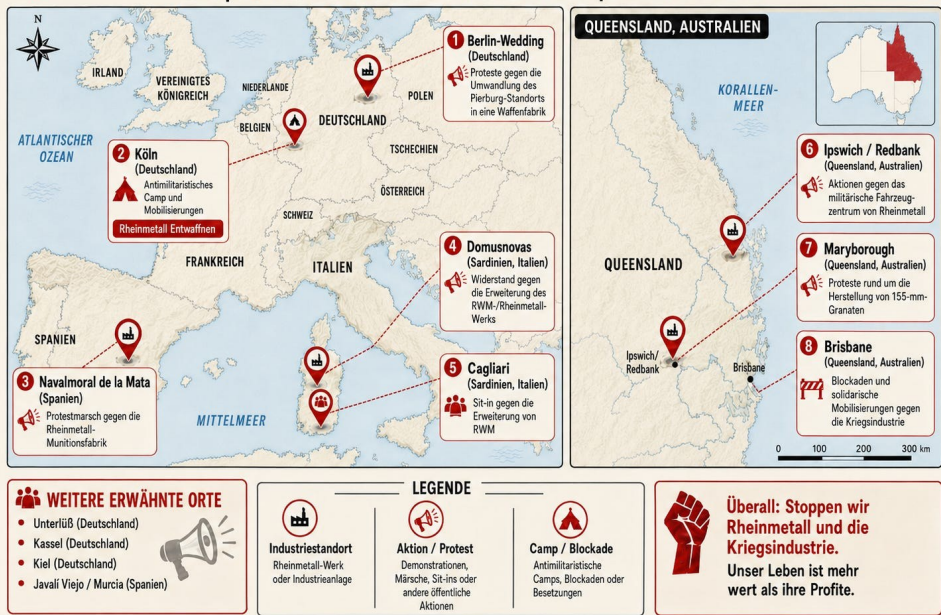 N
IRLAND
VEREINIGTES
KÖNIGREICH
NIEDERLANDE
BELGIEN
DEUTSCHLAND
POLEN
TSCHECHIEN
ÖSTERREICH
SCHWEIZ
FRANKREICH
ITALIEN
SPANIEN
ATLANTISCHER
OZEAN
MITTELMEER
1 Berlin-Wedding
(Deutschland)
Proteste gegen die
Umwandlung des
Pierburg-Standorts
in eine Waffenfabrik
2 Köln
(Deutschland)
Antimilitaristisches
Camp und
Mobilisierungen
Rheinmetall Entwaffnen
3 Navalmoral de la Mata
(Spanien)
Protestmarsch gegen die
Rheinmetall-
Munitionsfabrik
4 Domusnovas
(Sardinien, Italien)
Widerstand gegen
die Erweiterung des
RWM-/Rheinmetall-
Werks
5 Cagliari
(Sardinien, Italien)
Sit-in gegen die
Erweiterung von
RWM
QUEENSLAND, AUSTRALIEN
KORALLEN-
MEER
QUEENSLAND
Ipswich/
Redbank
Brisbane
6 Ipswich / Redbank
(Queensland, Australien)
Aktionen gegen das
militärische Fahrzeug-
zentrum von Rheinmetall
7 Maryborough
(Queensland, Australien)
Proteste rund um die
Herstellung von 155-mm-
Granaten
8 Brisbane
(Queensland, Australien)
Blockaden und
solidarische
Mobilisierungen gegen
die Kriegsindustrie
0 100 200 300 km
WEITERE ERWÄHNTE ORTE
• Unterlüß (Deutschland)
• Kassel (Deutschland)
• Kiel (Deutschland)
• Javalí Viejo / Murcia (Spanien)
LEGENDE
Industriestandort
Rheinmetall-Werk
oder Industrieanlage
Aktion / Protest
Demonstrationen,
Märsche, Sit-ins oder
andere öffentliche
Aktionen
Camp / Blockade
Antimilitaristische
Camps, Blockaden oder
Besetzungen
Überall: Stoppen wir
Rheinmetall und die
Kriegsindustrie.
Unser Leben ist mehr
wert als ihre Profite.